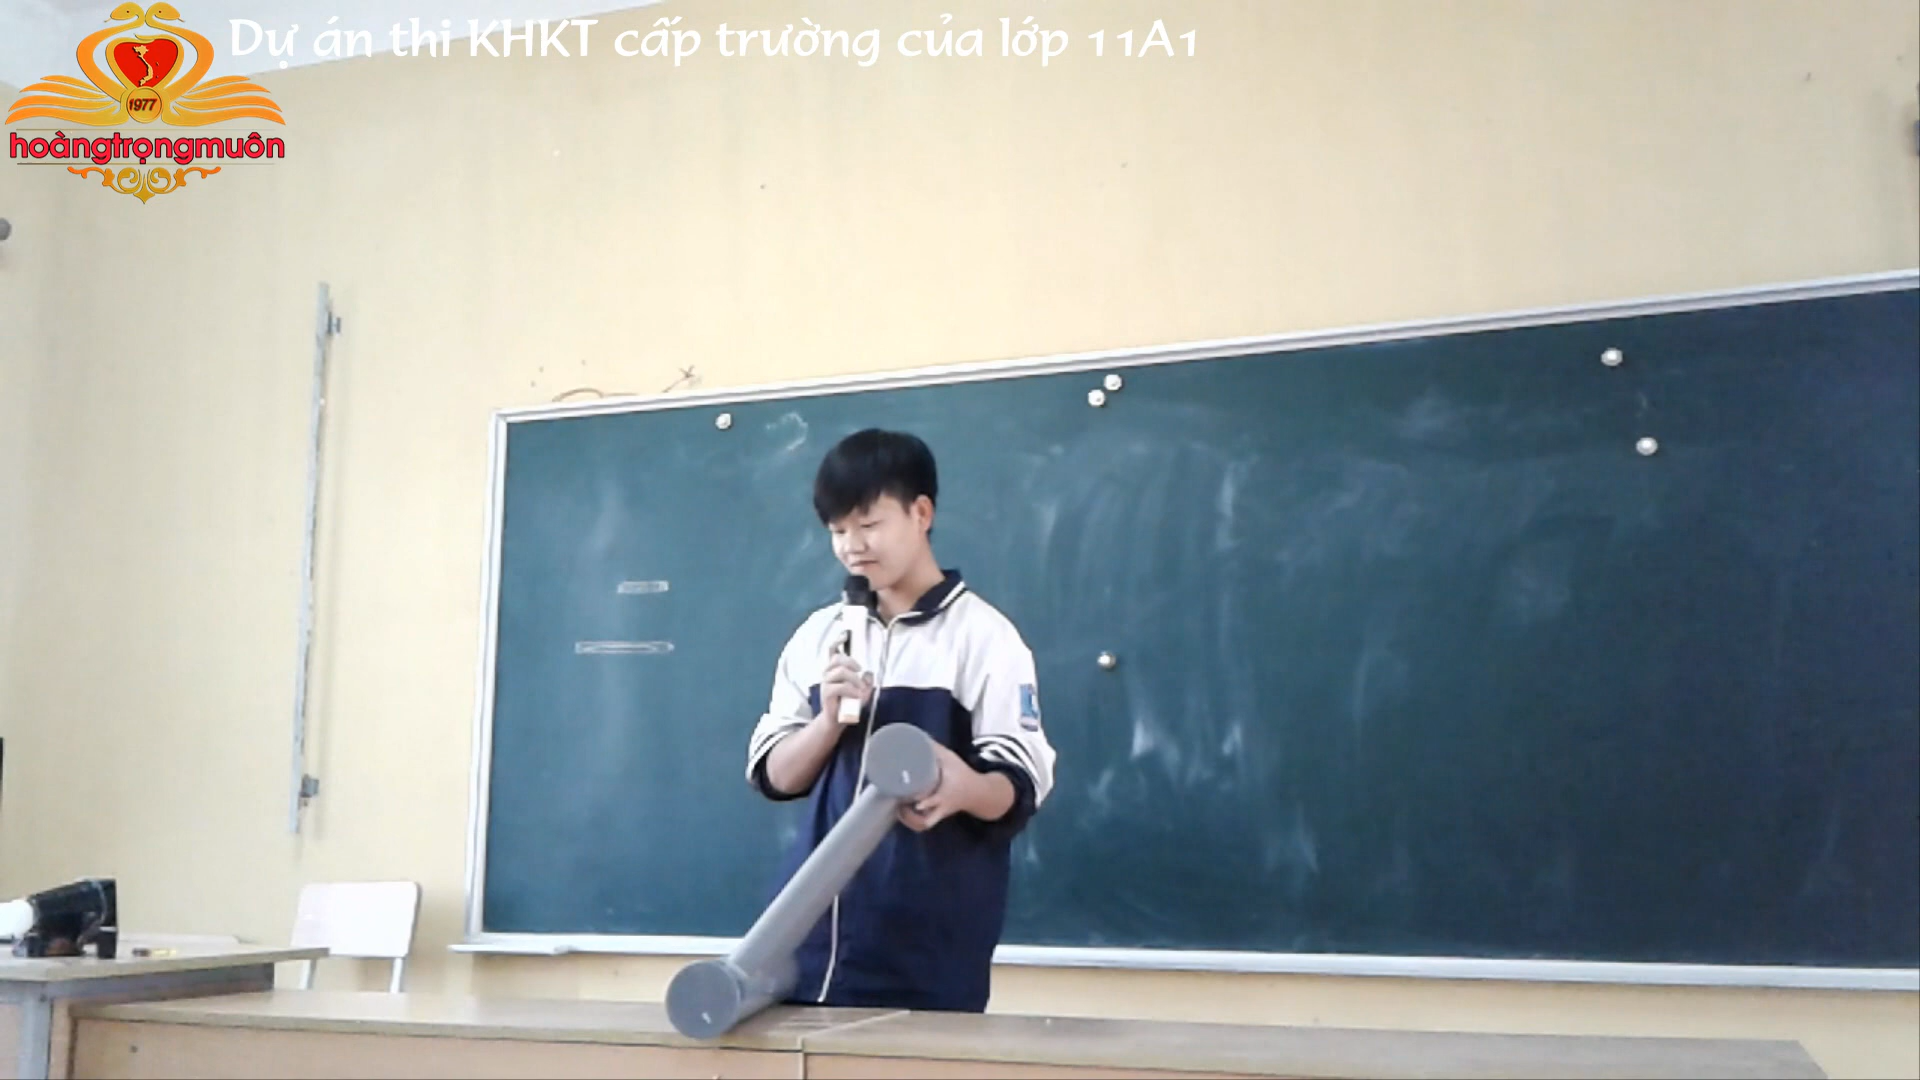 Dự án thi KHKT cấp trường của lớp 11A1
1977
hoàngtrọngmuôn